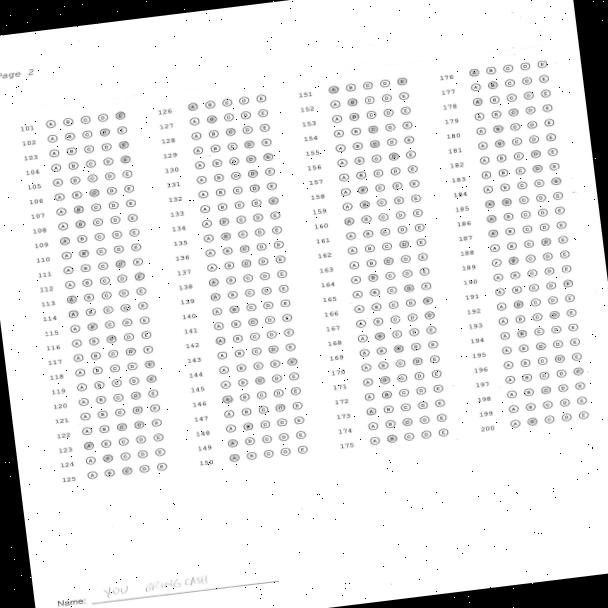 Page 2
101 A B C D E
102 A B C D E
103 A B C D E
104 A B C D E
105 A B C D E
106 A B C D E
107 A B C D E
108 A B C D E
109 A B C D E
110 A B C D E
111 A B C D E
112 A B C D E
113 A B C D E
114 A B C D E
115 A B C D E
116 A B C D E
117 A B C D E
118 A B C D E
119 A B C D E
120 A B C D E
121 A B C D E
122 A B C D E
123 A B C D E
124 A B C D E
125 A B C D E
126 A B C D E
127 A B C D E
128 A B C D E
129 A B C D E
130 A B C D E
131 A B C D E
132 A B C D E
133 A B C D E
134 A B C D E
135 A B C D E
136 A B C D E
137 A B C D E
138 A B C D E
139 A B C D E
140 A B C D E
141 A B C D E
142 A B C D E
143 A B C D E
144 A B C D E
145 A B C D E
146 A B C D E
147 A B C D E
148 A B C D E
149 A B C D E
150 A B C D E
151 A B C D E
152 A B C D E
153 A B C D E
154 A B C D E
155 A B C D E
156 A B C D E
157 A B C D E
158 A B C D E
159 A B C D E
160 A B C D E
161 A B C D E
162 A B C D E
163 A B C D E
164 A B C D E
165 A B C D E
166 A B C D E
167 A B C D E
168 A B C D E
169 A B C D E
170 A B C D E
171 A B C D E
172 A B C D E
173 A B C D E
174 A B C D E
175 A B C D E
176 A B C D E
177 A B C D E
178 A B C D E
179 A B C D E
180 A B C D E
181 A B C D E
182 A B C D E
183 A B C D E
184 A B C D E
185 A B C D E
186 A B C D E
187 A B C D E
188 A B C D E
189 A B C D E
190 A B C D E
191 A B C D E
192 A B C D E
193 A B C D E
194 A B C D E
195 A B C D E
196 A B C D E
197 A B C D E
198 A B C D E
199 A B C D E
200 A B C D E
Name: YOU BRING CASH